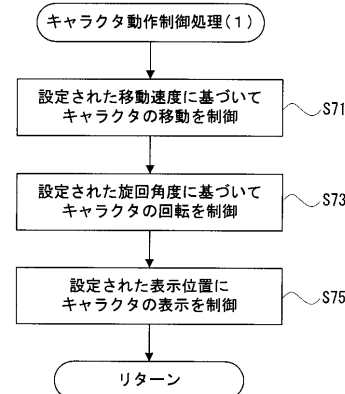 キャラクタ動作制御処理(1)
設定された移動速度に基づいて
キャラクタの移動を制御
S71
設定された旋回角度に基づいて
キャラクタの回転を制御
S73
設定された表示位置に
キャラクタの表示を制御
S75
リターン